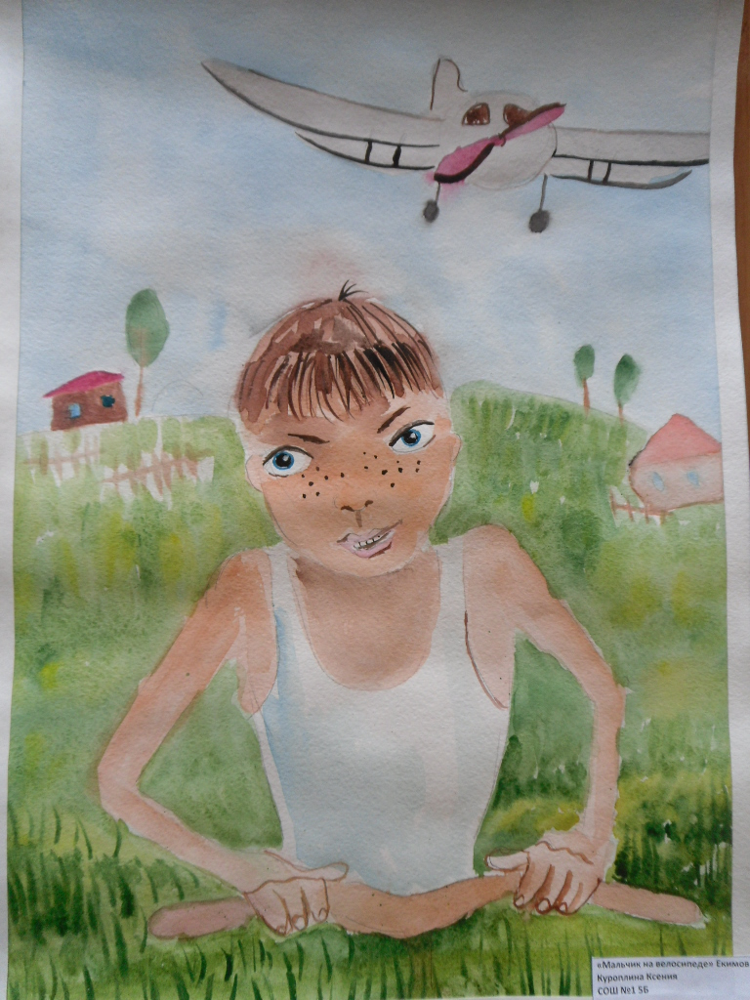 «Мальчик на велосипеде» Екимов
Куроплина Ксения
СОШ №1 5Б